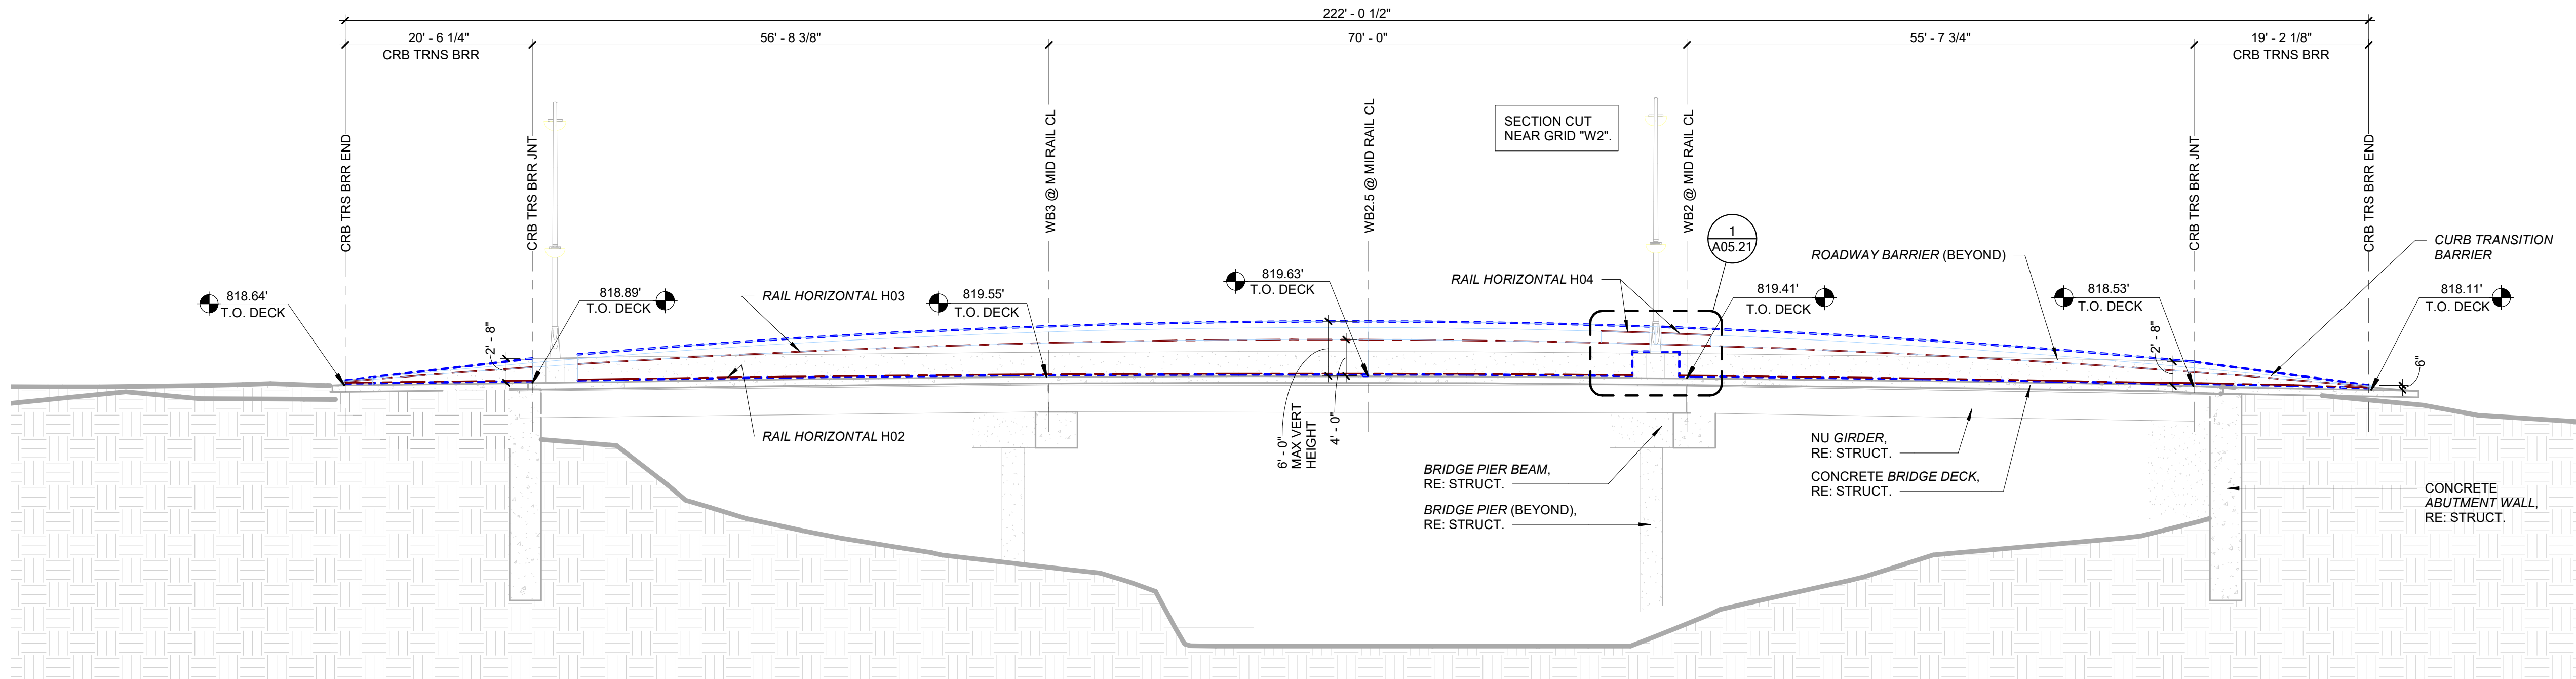 222' - 0 1/2"
20' - 6 1/4"
CRB TRNS BRR
56' - 8 3/8"
70' - 0"
55' - 7 3/4"
19' - 2 1/8"
CRB TRNS BRR
CRB TRS BRR END
CRB TRS BRR JNT
WB3 @ MID RAIL CL
WB2.5 @ MID RAIL CL
SECTION CUT
NEAR GRID "W2".
WB2 @ MID RAIL CL
CRB TRS BRR JNT
CRB TRS BRR END
1
A05.21
ROADWAY BARRIER (BEYOND)
CURB TRANSITION
BARRIER
818.64'
T.O. DECK
818.89'
T.O. DECK
RAIL HORIZONTAL H03
819.55'
T.O. DECK
819.63'
T.O. DECK
RAIL HORIZONTAL H04
819.41'
T.O. DECK
818.53'
T.O. DECK
818.11'
T.O. DECK
2' - 8"
2' - 8"
6"
RAIL HORIZONTAL H02
6' - 0"
MAX VERT
HEIGHT
4' - 0"
BRIDGE PIER BEAM,
RE: STRUCT.
BRIDGE PIER (BEYOND),
RE: STRUCT.
NU GIRDER,
RE: STRUCT.
CONCRETE BRIDGE DECK,
RE: STRUCT.
CONCRETE
ABUTMENT WALL,
RE: STRUCT.